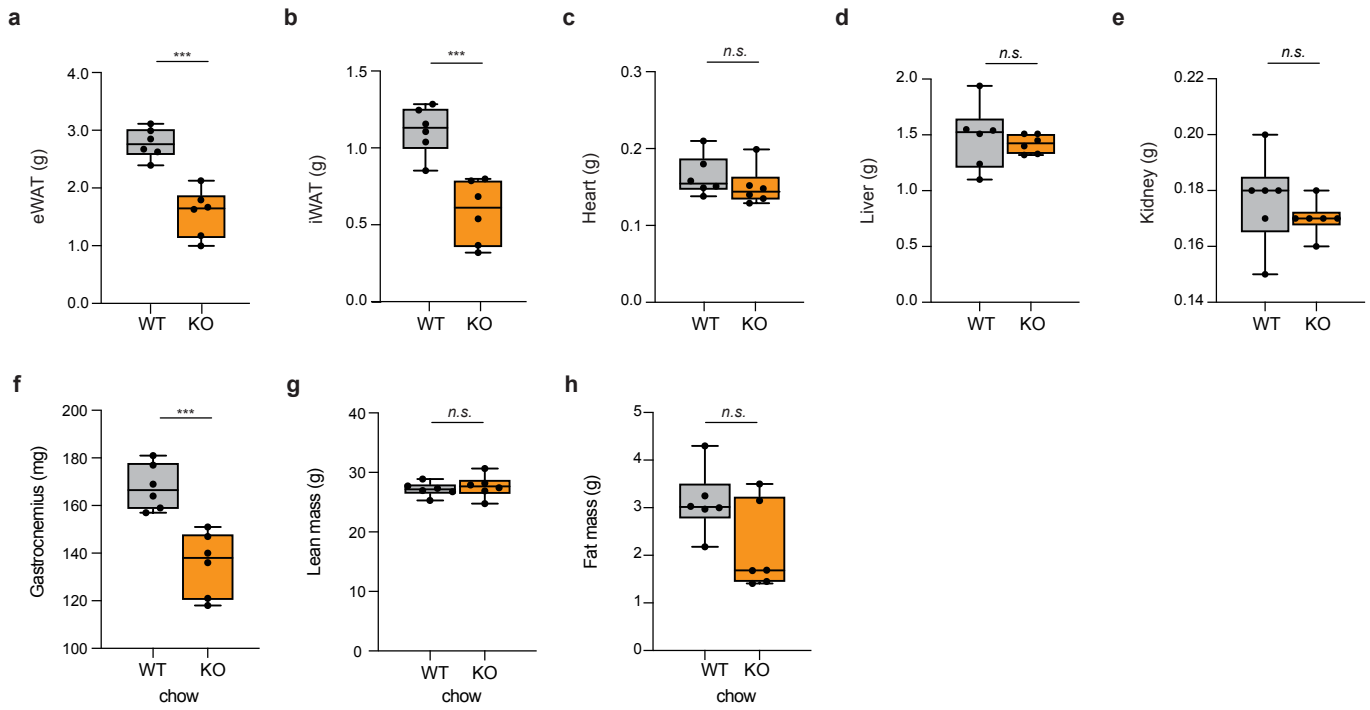 a
***
eWAT (g)
4.0
3.0
2.0
1.0
0.0
WT KO
b
***
iWAT (g)
1.5
1.0
0.5
0.0
WT KO
c
n.s.
Heart (g)
0.3
0.2
0.1
0.0
WT KO
d
n.s.
Liver (g)
2.0
1.5
1.0
0.5
0.0
WT KO
e
n.s.
Kidney (g)
0.22
0.20
0.18
0.16
0.14
WT KO
f
***
Gastrocnemius (mg)
200
180
160
140
120
100
WT KO
chow
g
n.s.
Lean mass (g)
40
30
20
10
0
WT KO
chow
h
n.s.
Fat mass (g)
5
4
3
2
1
0
WT KO
chow